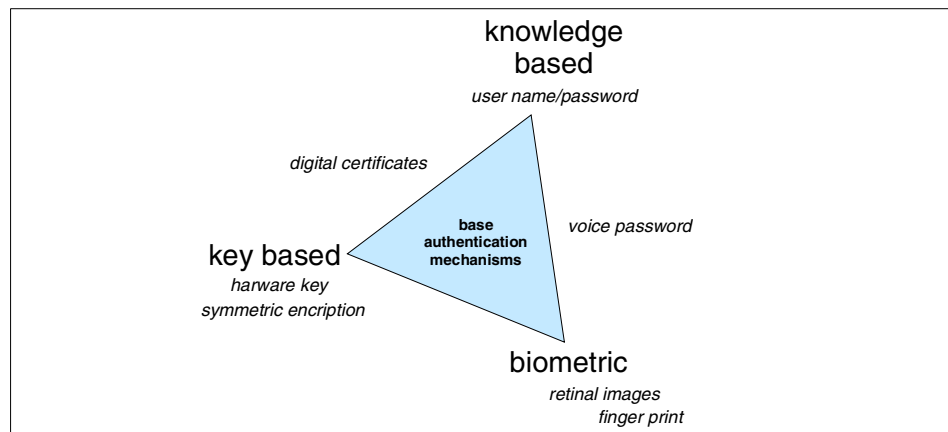 knowledge
based
user name/password
digital certificates
base
authentication
mechanisms
voice password
key based
harware key
symmetric encription
biometric
retinal images
finger print